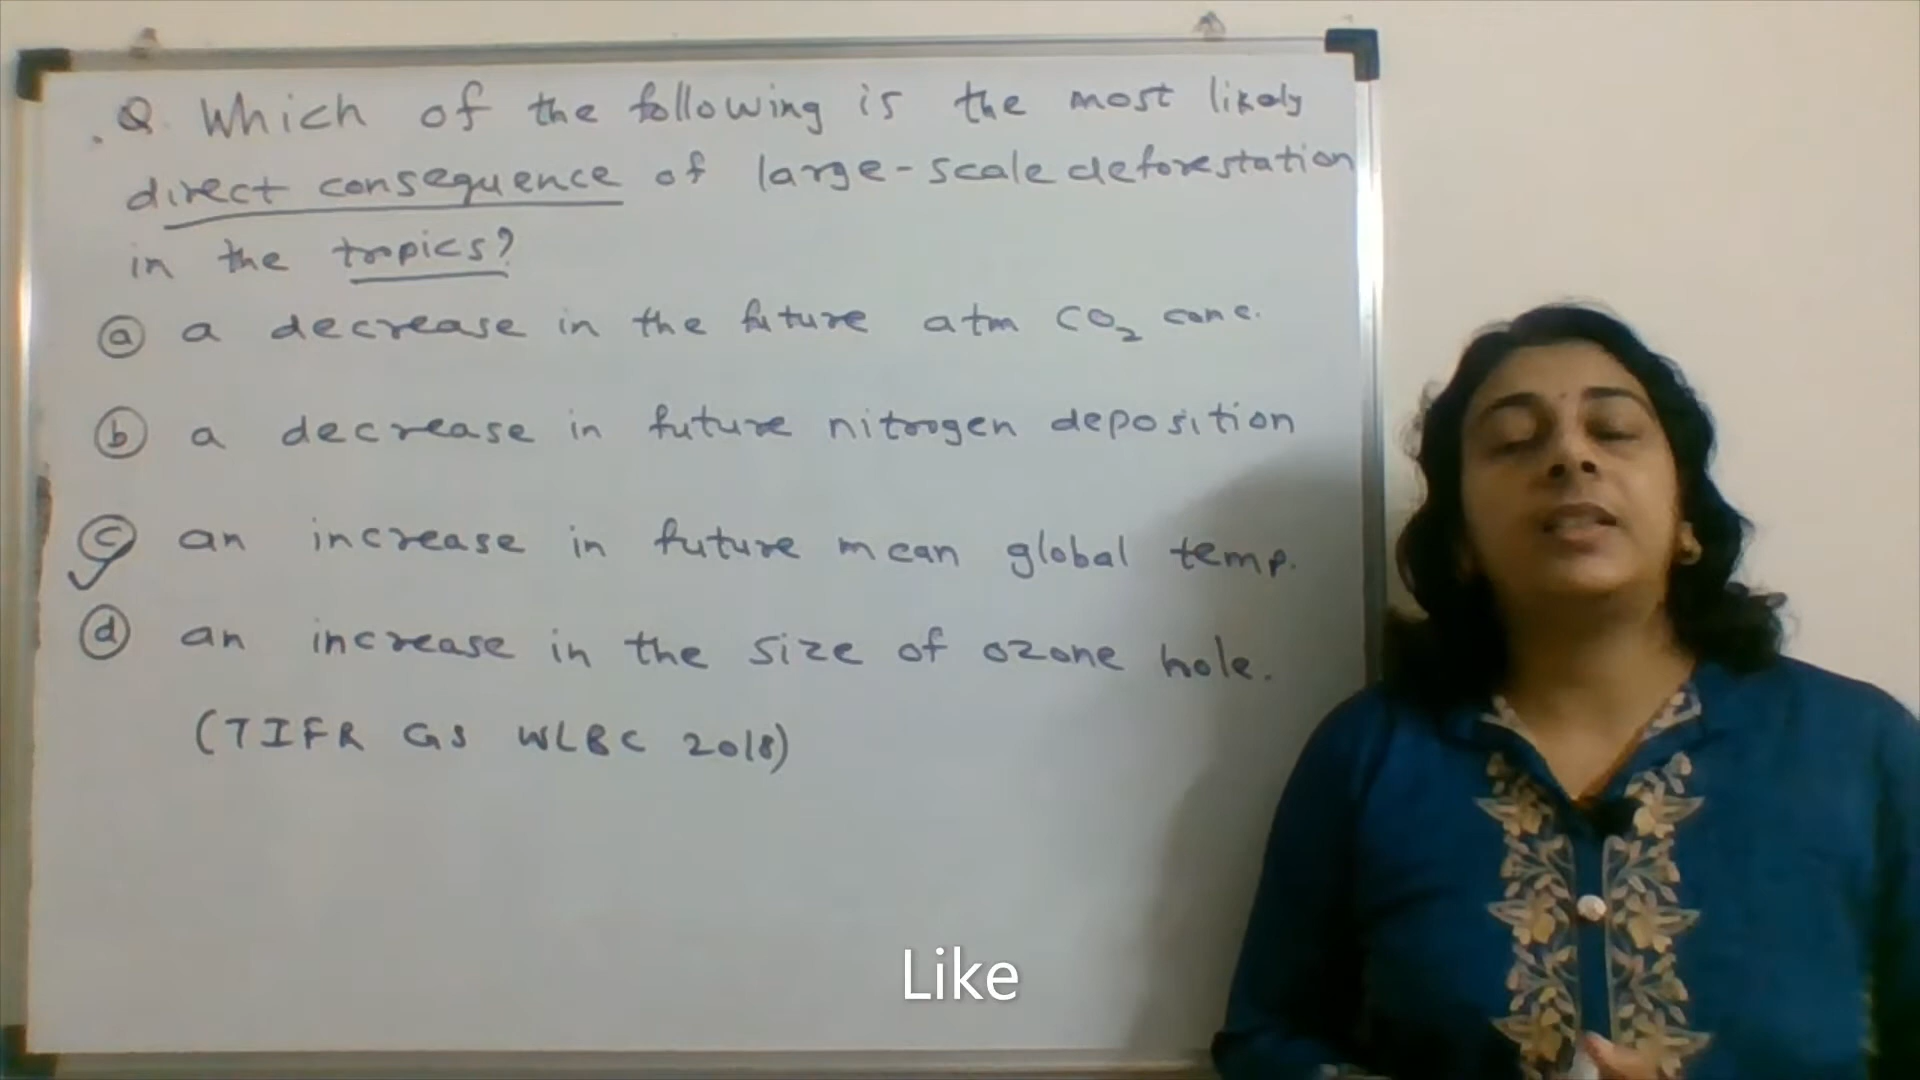 Q. Which of the following is the most likely
direct consequence of large-scale deforestation
in the tropics?
ⓐ a decrease in the future atm CO₂ conc.
ⓑ a decrease in future nitrogen deposition
ⓒ an increase in future mean global temp.
ⓓ an increase in the size of ozone hole.
(TIFR GS WLBC 2018)
Like